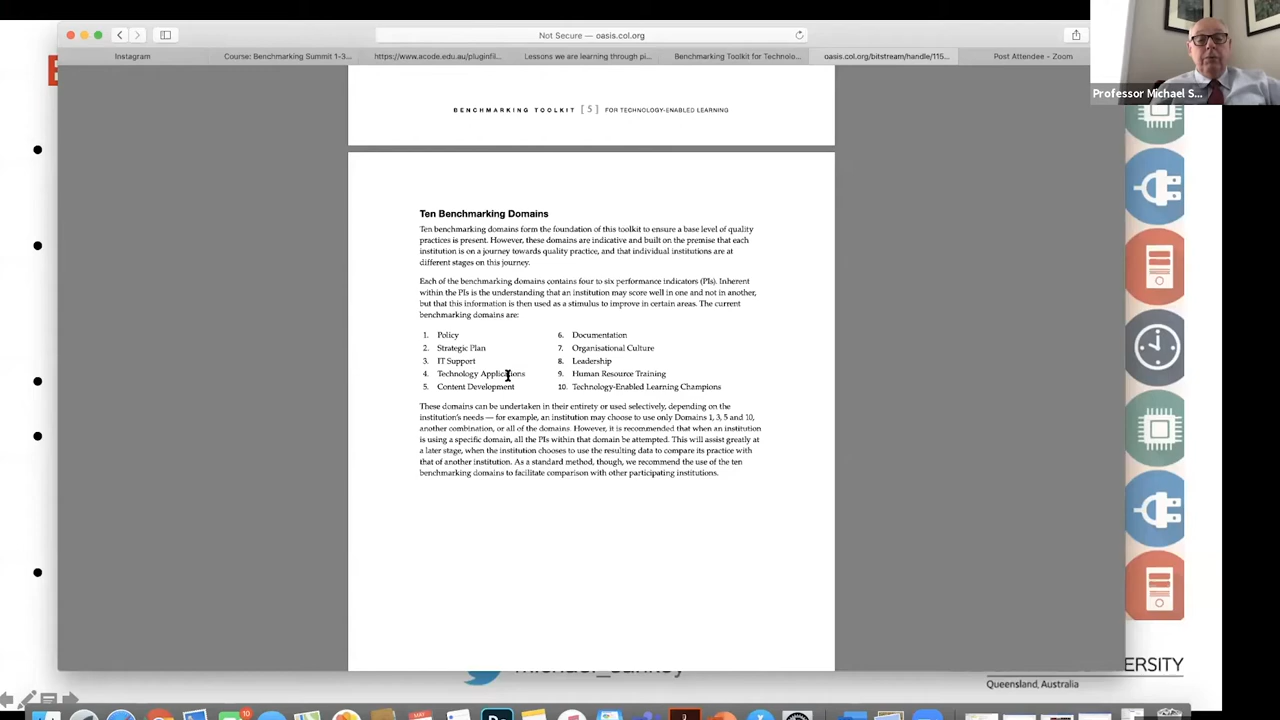 Not Secure — oasis.col.org
Instagram
Course: Benchmarking Summit 1-3...
https://www.acode.edu.au/pluginfil...
Lessons we are learning through pi...
Benchmarking Toolkit for Technolo...
oasis.col.org/bitstream/handle/115...
Post Attendee - Zoom
Professor Michael S...
BENCHMARKING TOOLKIT [ 5 ] FOR TECHNOLOGY-ENABLED LEARNING
Ten Benchmarking Domains
Ten benchmarking domains form the foundation of this toolkit to ensure a base level of quality
practices is present. However, these domains are indicative and built on the premise that each
institution is on a journey towards quality practice, and that individual institutions are at
different stages on this journey.
Each of the benchmarking domains contains four to six performance indicators (PIs). Inherent
within the PIs is the understanding that an institution may score well in one and not in another,
but that this information is then used as a stimulus to improve in certain areas. The current
benchmarking domains are:
1. Policy
2. Strategic Plan
3. IT Support
4. Technology Applications
5. Content Development
6. Documentation
7. Organisational Culture
8. Leadership
9. Human Resource Training
10. Technology-Enabled Learning Champions
These domains can be undertaken in their entirety or used selectively, depending on the
institution's needs — for example, an institution may choose to use only Domains 1, 3, 5 and 10,
another combination, or all of the domains. However, it is recommended that when an institution
is using a specific domain, all the PIs within that domain be attempted. This will assist greatly at
a later stage, when the institution chooses to use the resulting data to compare its practice with
that of another institution. As a standard method, though, we recommend the use of the ten
benchmarking domains to facilitate comparison with other participating institutions.
ERSITY
Queensland, Australia
10